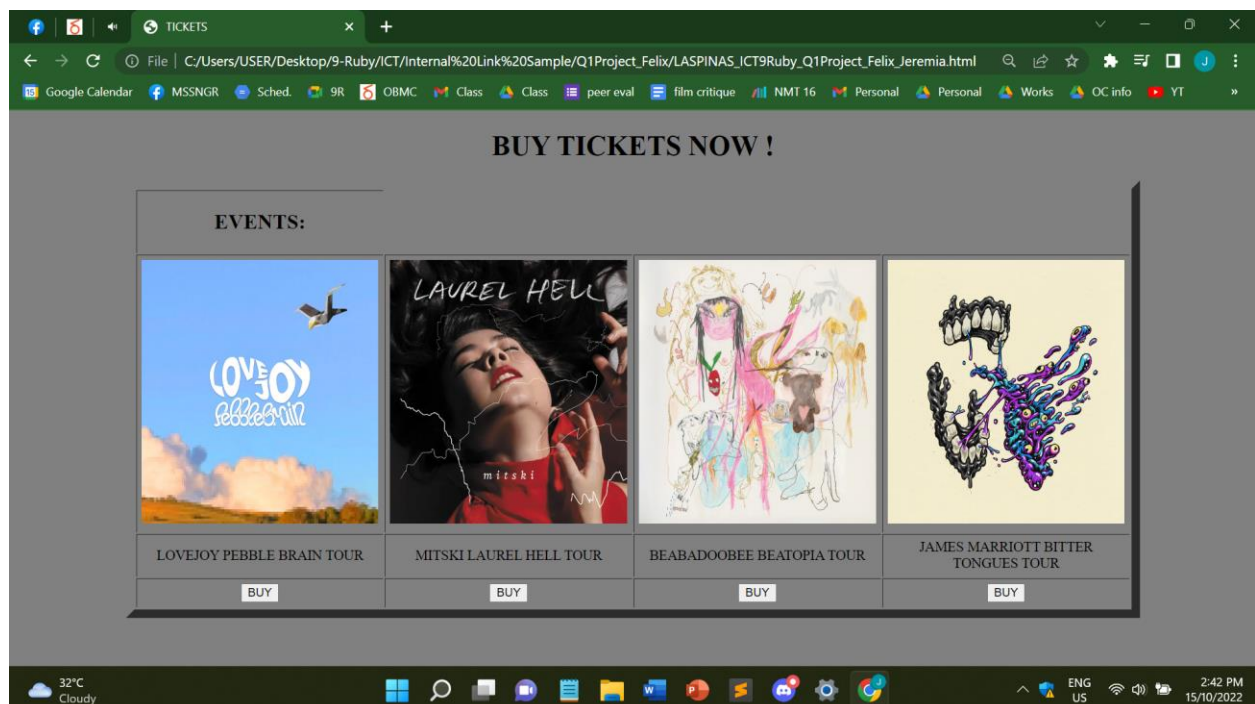 TICKETS
File | C:/Users/USER/Desktop/9-Ruby/ICT/Internal%20Link%20Sample/Q1Project_Felix/LASPINAS_ICT9Ruby_Q1Project_Felix_Jeremia.html
J
15 Google Calendar MSSNGR Sched. 9R OBMC Class Class peer eval film critique NMT 16 Personal Personal Works OC info YT »
BUY TICKETS NOW !
EVENTS:
LOVEJOY
Pebblebrain
LAUREL HELL
mitski
LOVEJOY PEBBLE BRAIN TOUR
MITSKI LAUREL HELL TOUR
BEABADOOBEE BEATOPIA TOUR
JAMES MARRIOTT BITTER
TONGUES TOUR
BUY BUY BUY BUY
32°C
Cloudy
ENG
US
2:42 PM
15/10/2022